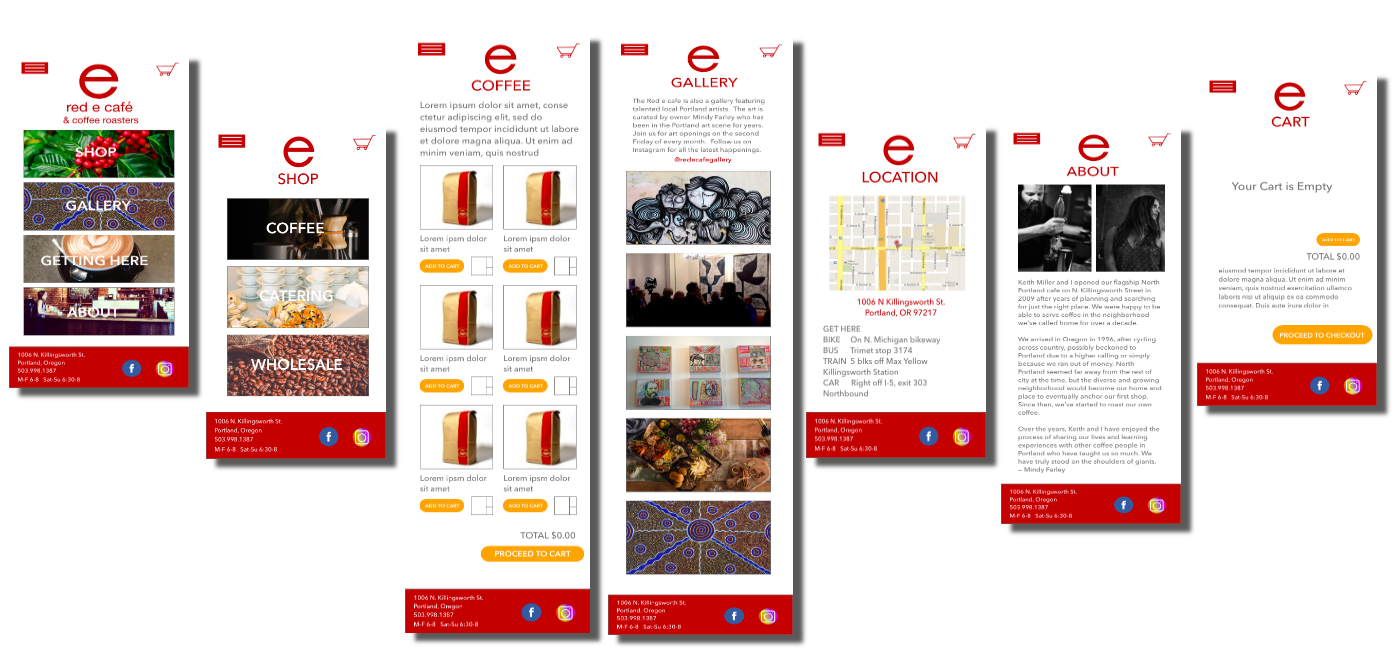 e
red e café
& coffee roasters
SHOP
GALLERY
GETTING HERE
ABOUT
1006 N. Killingsworth St.
Portland, Oregon
503.998.1387
M-F 6-8 Sat-Su 6:30-8
f
e
SHOP
COFFEE
CATERING
WHOLESALE
1006 N. Killingsworth St.
Portland, Oregon
503.998.1387
M-F 6-8 Sat-Su 6:30-8
f
e
COFFEE
Lorem ipsum dolor sit amet, conse
ctetur adipiscing elit, sed do
eiusmod tempor incididunt ut labore
et dolore magna aliqua. Ut enim ad
minim veniam, quis nostrud
Lorem ipsm dolor
sit amet
ADD TO CART
Lorem ipsm dolor
sit amet
ADD TO CART
Lorem ipsm dolor
sit amet
ADD TO CART
Lorem ipsm dolor
sit amet
ADD TO CART
Lorem ipsm dolor
sit amet
ADD TO CART
Lorem ipsm dolor
sit amet
ADD TO CART
TOTAL $0.00
PROCEED TO CART
1006 N. Killingsworth St.
Portland, Oregon
503.998.1387
M-F 6-8 Sat-Su 6:30-8
f
e
GALLERY
The Red e cafe is also a gallery featuring
talented local Portland artists. The art is
curated by owner Mindy Farley who has
been in the Portland art scene for years.
Join us for art openings on the second
Friday of every month. Follow us on
Instagram for all the latest happenings.
@redecafegallery
1006 N. Killingsworth St.
Portland, Oregon
503.998.1387
M-F 6-8 Sat-Su 6:30-8
f
e
LOCATION
1006 N Killingsworth St.
Portland, OR 97217
GET HERE
BIKE On N. Michigan bikeway
BUS Trimet stop 3174
TRAIN 5 blks off Max Yellow
Killingsworth Station
CAR Right off I-5, exit 303
Northbound
1006 N. Killingsworth St.
Portland, Oregon
503.998.1387
M-F 6-8 Sat-Su 6:30-8
f
e
ABOUT
Keith Miller and I opened our flagship North
Portland cafe on N. Killingsworth Street in
2009 after years of planning and searching
for just the right place. We were happy to be
able to serve coffee in the neighborhood
we've called home for over a decade.
We arrived in Oregon in 1996, after cycling
across country, possibly beckoned to
Portland due to a higher calling or simply
because we ran out of money. North
Portland seemed far away from the rest of
city at the time, but the diverse and growing
neighborhood would become our home and
place to eventually anchor our first shop.
Since then, we've started to roast our own
coffee.
Over the years, Keith and I have enjoyed the
process of sharing our lives and learning
experiences with other coffee people in
Portland who have taught us so much. We
have truly stood on the shoulders of giants.
— Mindy Farley
1006 N. Killingsworth St.
Portland, Oregon
503.998.1387
M-F 6-8 Sat-Su 6:30-8
f
e
CART
Your Cart is Empty
ADD TO CART
TOTAL $0.00
eiusmod tempor incididunt ut labore et
dolore magna aliqua. Ut enim ad minim
veniam, quis nostrud exercitation ullamco
laboris nisi ut aliquip ex ea commodo
consequat. Duis aute irure dolor in
PROCEED TO CHECKOUT
1006 N. Killingsworth St.
Portland, Oregon
503.998.1387
M-F 6-8 Sat-Su 6:30-8
f